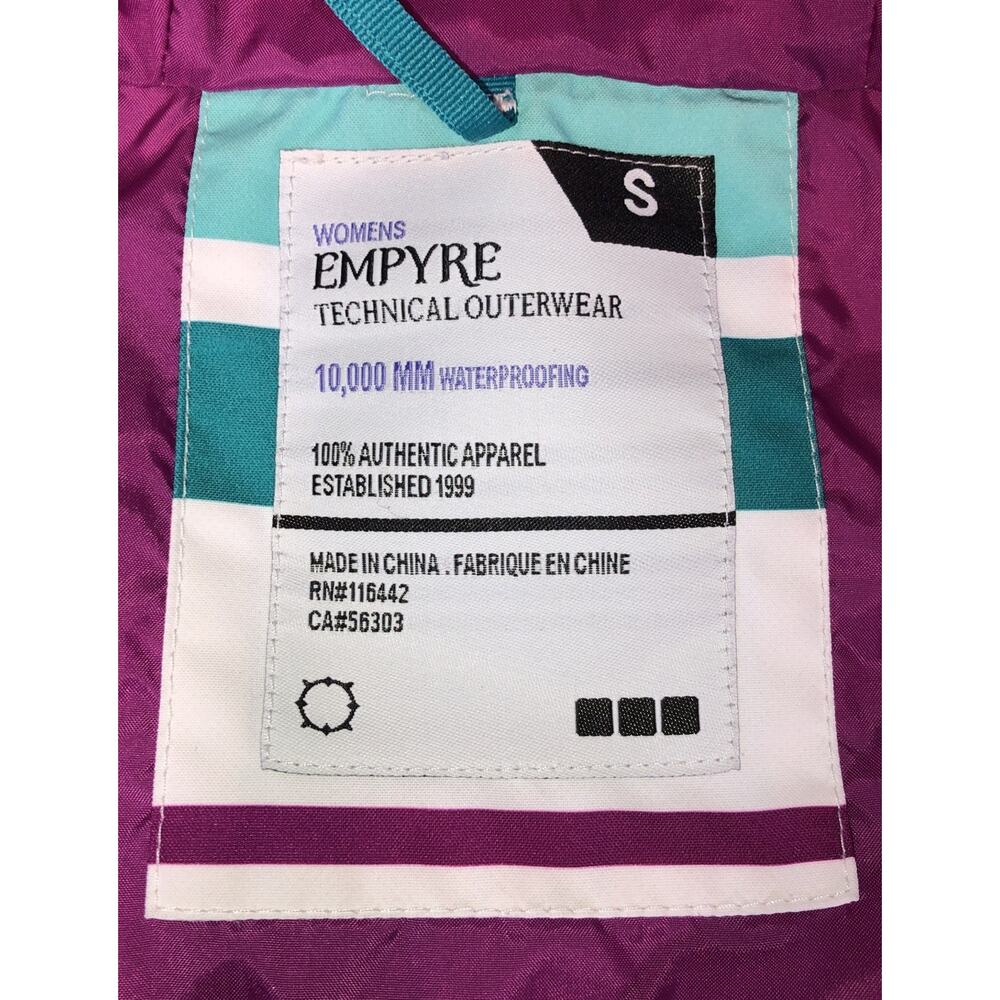 S
WOMENS
EMPYRE
TECHNICAL OUTERWEAR
10,000 MM WATERPROOFING
100% AUTHENTIC APPAREL
ESTABLISHED 1999
MADE IN CHINA . FABRIQUE EN CHINE
RN#116442
CA#56303